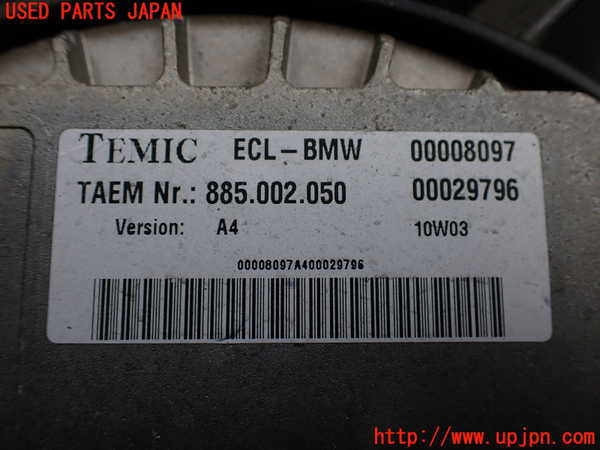 USED PARTS JAPAN
TEMIC ECL-BMW 00008097
TAEM Nr.: 885.002.050 00029796
Version: A4 10W03
00008097A400029796
http://www.upjpn.com/